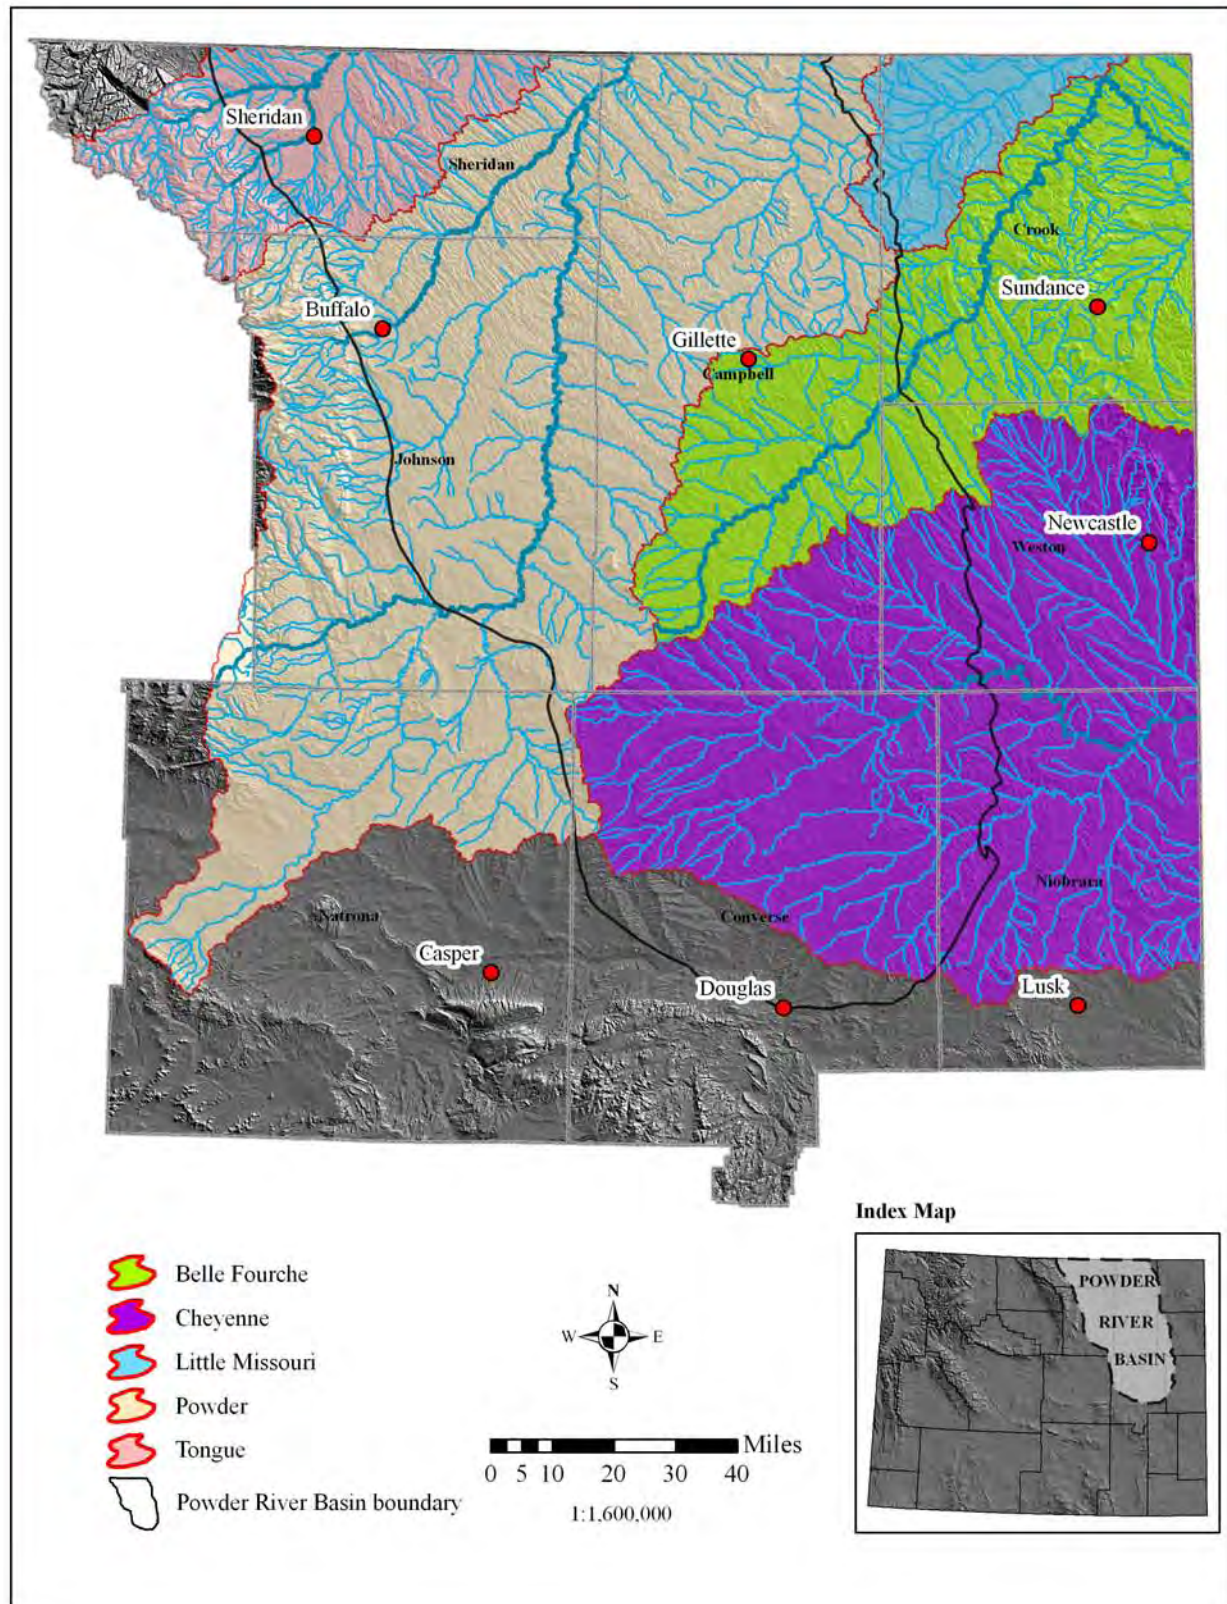 Sheridan
Sheridan
Crook
Sundance
Buffalo
Gillette
Campbell
Johnson
Newcastle
Weston
Niobrara
Natrona
Converse
Casper
Douglas
Lusk
Index Map
POWDER
RIVER
BASIN
Belle Fourche
Cheyenne
Little Missouri
Powder
Tongue
Powder River Basin boundary
N
W E
S
Miles
0 5 10 20 30 40
1:1,600,000